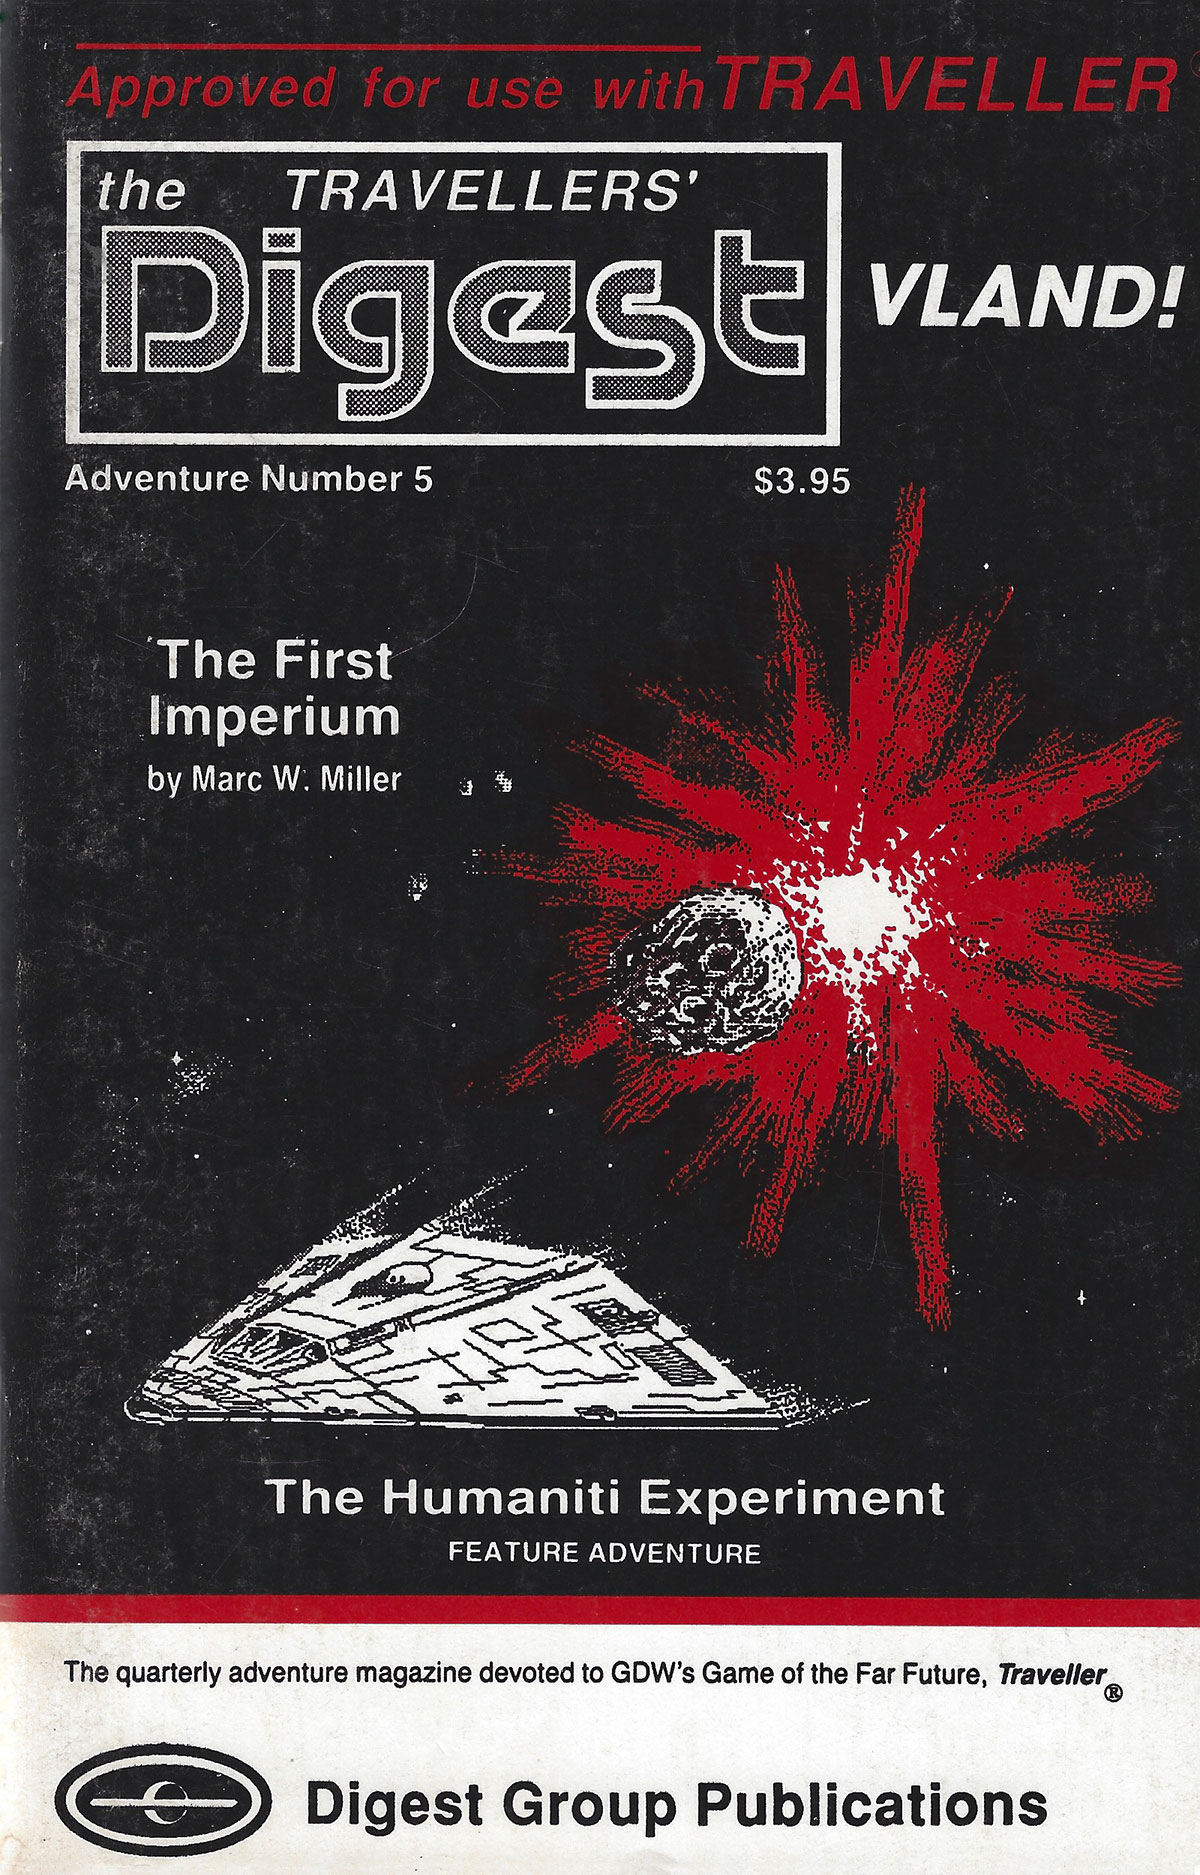 Approved for use with TRAVELLER
the TRAVELLERS'
Digest
VLAND!
Adventure Number 5
$3.95
The First
Imperium
by Marc W. Miller
The Humaniti Experiment
FEATURE ADVENTURE
The quarterly adventure magazine devoted to GDW's Game of the Far Future, Traveller®
Digest Group Publications